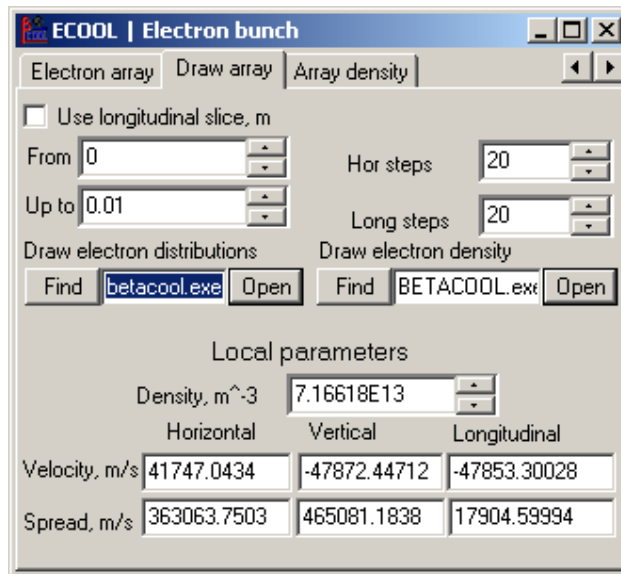 ECOOL | Electron bunch
Electron array Draw array Array density
Use longitudinal slice, m
From 0 Hor steps 20
Up to 0.01 Long steps 20
Draw electron distributions Draw electron density
Find betacool.exe Open Find BETACOOL.exe Open
Local parameters
Density, m^-3 7.16618E13
Horizontal Vertical Longitudinal
Velocity, m/s 41747.0434 -47872.44712 -47853.30028
Spread, m/s 363063.7503 465081.1838 17904.59994